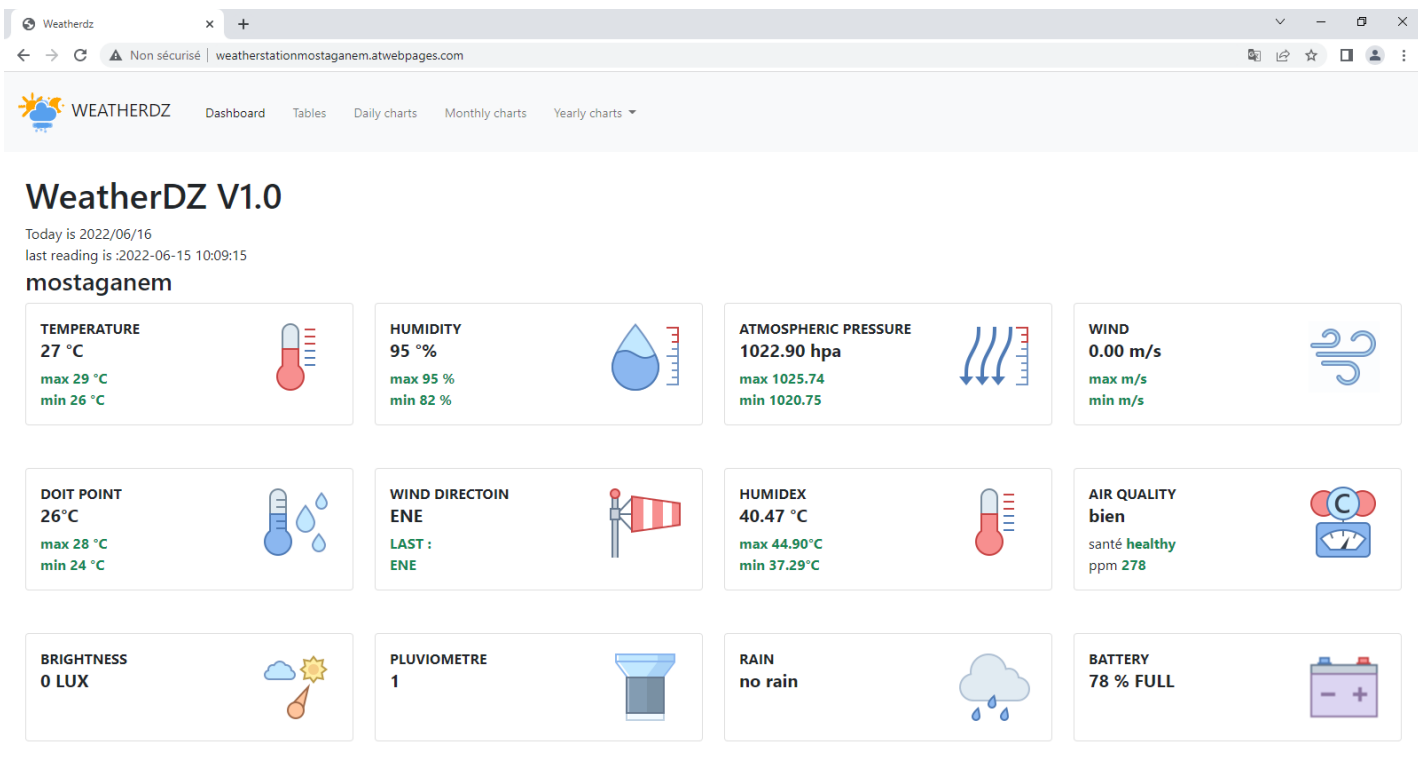 Weatherdz
Non sécurisé weatherstationmostaganem.atwebpages.com
WEATHERDZ Dashboard Tables Daily charts Monthly charts Yearly charts
WeatherDZ V1.0
Today is 2022/06/16
last reading is :2022-06-15 10:09:15
mostaganem
TEMPERATURE
27 °C
max 29 °C
min 26 °C
HUMIDITY
95 °%
max 95 %
min 82 %
ATMOSPHERIC PRESSURE
1022.90 hpa
max 1025.74
min 1020.75
WIND
0.00 m/s
max m/s
min m/s
DOIT POINT
26°C
max 28 °C
min 24 °C
WIND DIRECTOIN
ENE
LAST :
ENE
HUMIDEX
40.47 °C
max 44.90°C
min 37.29°C
AIR QUALITY
bien
santé healthy
ppm 278
C
BRIGHTNESS
0 LUX
PLUVIOMETRE
1
RAIN
no rain
BATTERY
78 % FULL